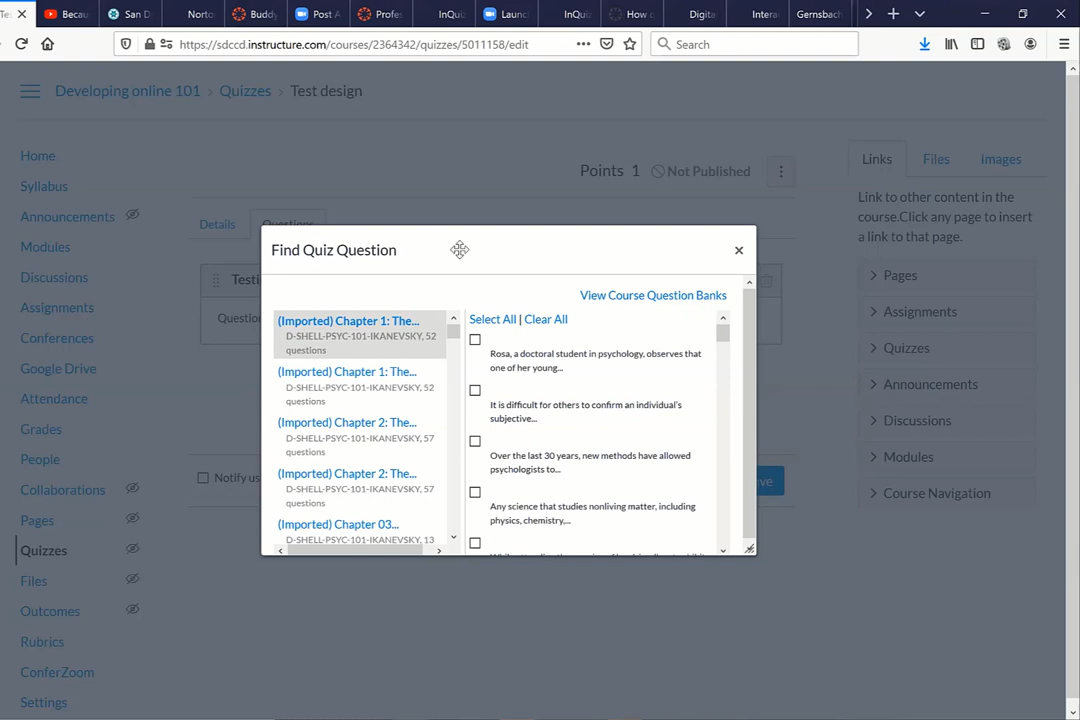 Tes
Becau
San D
Norto
Buddy
Post A
Profes
InQuiz
Launc
InQuiz
How c
Digita
Interac
Gernsbach
https://sdccd.instructure.com/courses/2364342/quizzes/5011158/edit
Search
Developing online 101 › Quizzes › Test design
Home
Syllabus
Announcements
Modules
Discussions
Assignments
Conferences
Google Drive
Attendance
Grades
People
Collaborations
Pages
Quizzes
Files
Outcomes
Rubrics
ConferZoom
Settings
Points 1 Not Published
Details
Questions
Question
Notify us
Find Quiz Question
View Course Question Banks
(Imported) Chapter 1: The...
D-SHELL-PSYC-101-IKANEVSKY, 52
questions
(Imported) Chapter 1: The...
D-SHELL-PSYC-101-IKANEVSKY, 52
questions
(Imported) Chapter 2: The...
D-SHELL-PSYC-101-IKANEVSKY, 57
questions
(Imported) Chapter 2: The...
D-SHELL-PSYC-101-IKANEVSKY, 57
questions
(Imported) Chapter 03...
D-SHELL-PSYC-101-IKANEVSKY, 13
Select All | Clear All
Rosa, a doctoral student in psychology, observes that
one of her young...
It is difficult for others to confirm an individual's
subjective...
Over the last 30 years, new methods have allowed
psychologists to...
Any science that studies nonliving matter, including
physics, chemistry,...
Links
Files
Images
Link to other content in the
course.Click any page to insert
a link to that page.
Pages
Assignments
Quizzes
Announcements
Discussions
Modules
Course Navigation